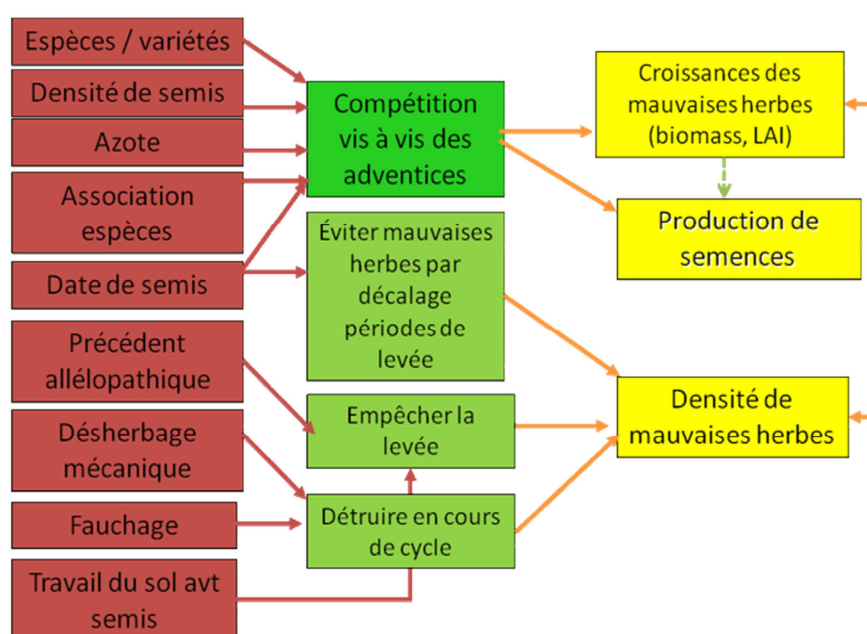 Espèces / variétés
Densité de semis
Azote
Association
espèces
Date de semis
Précédent
allélopathique
Désherbage
mécanique
Fauchage
Travail du sol avt
semis
Compétition
vis à vis des
adventices
Éviter mauvaises
herbes par
décalage
périodes de
levée
Empêcher la
levée
Détruire en cours
de cycle
Croissances des
mauvaises herbes
(biomass, LAI)
Production de
semences
Densité de
mauvaises herbes